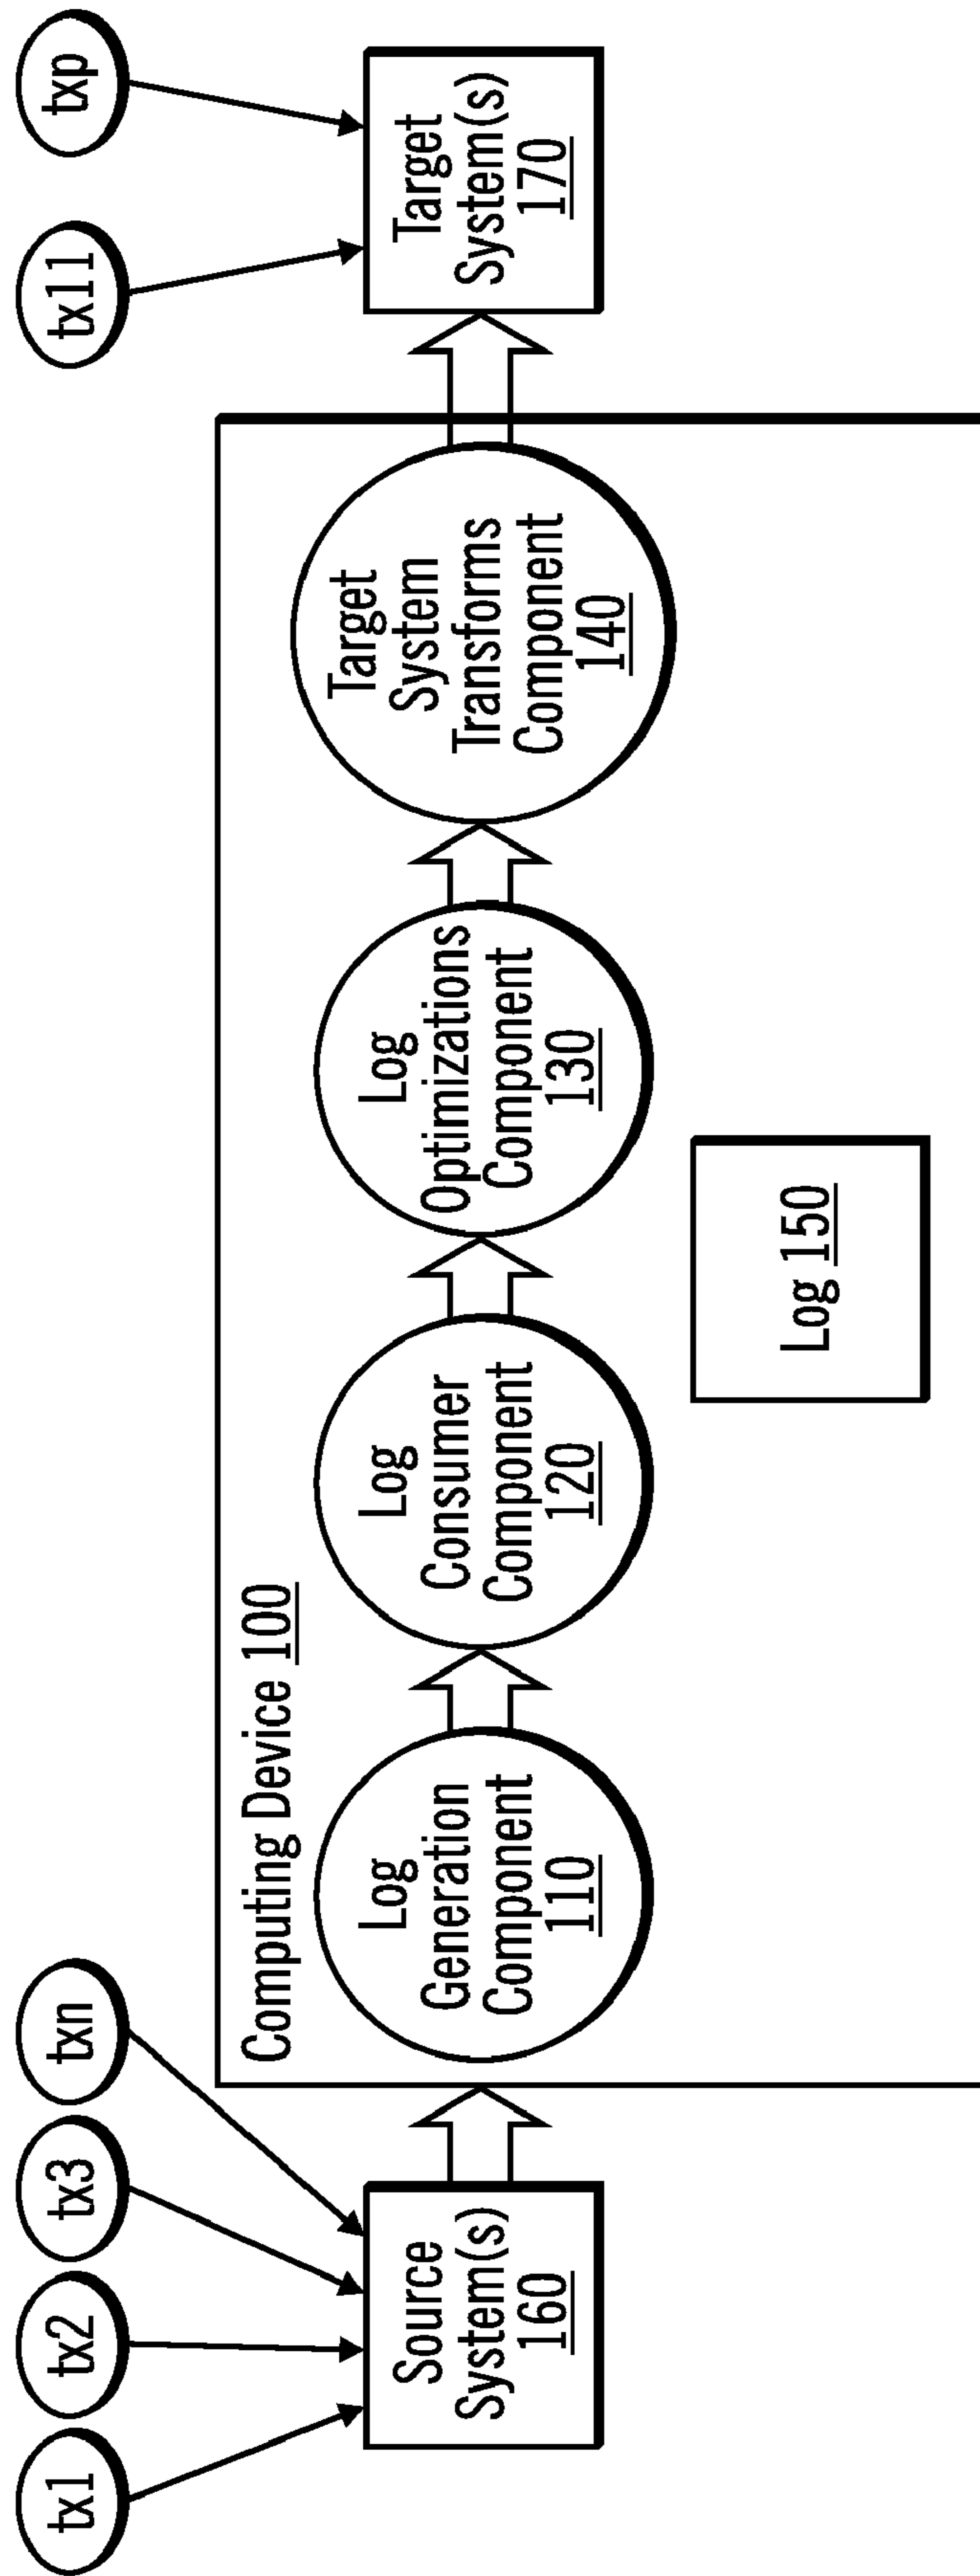 tx1
tx2
tx3
txn
tx11
txp
Computing Device 100
Source
System(s)
160
Log
Generation
Component
110
Log
Consumer
Component
120
Log
Optimizations
Component
130
Target
System
Transforms
Component
140
Target
System(s)
170
Log 150